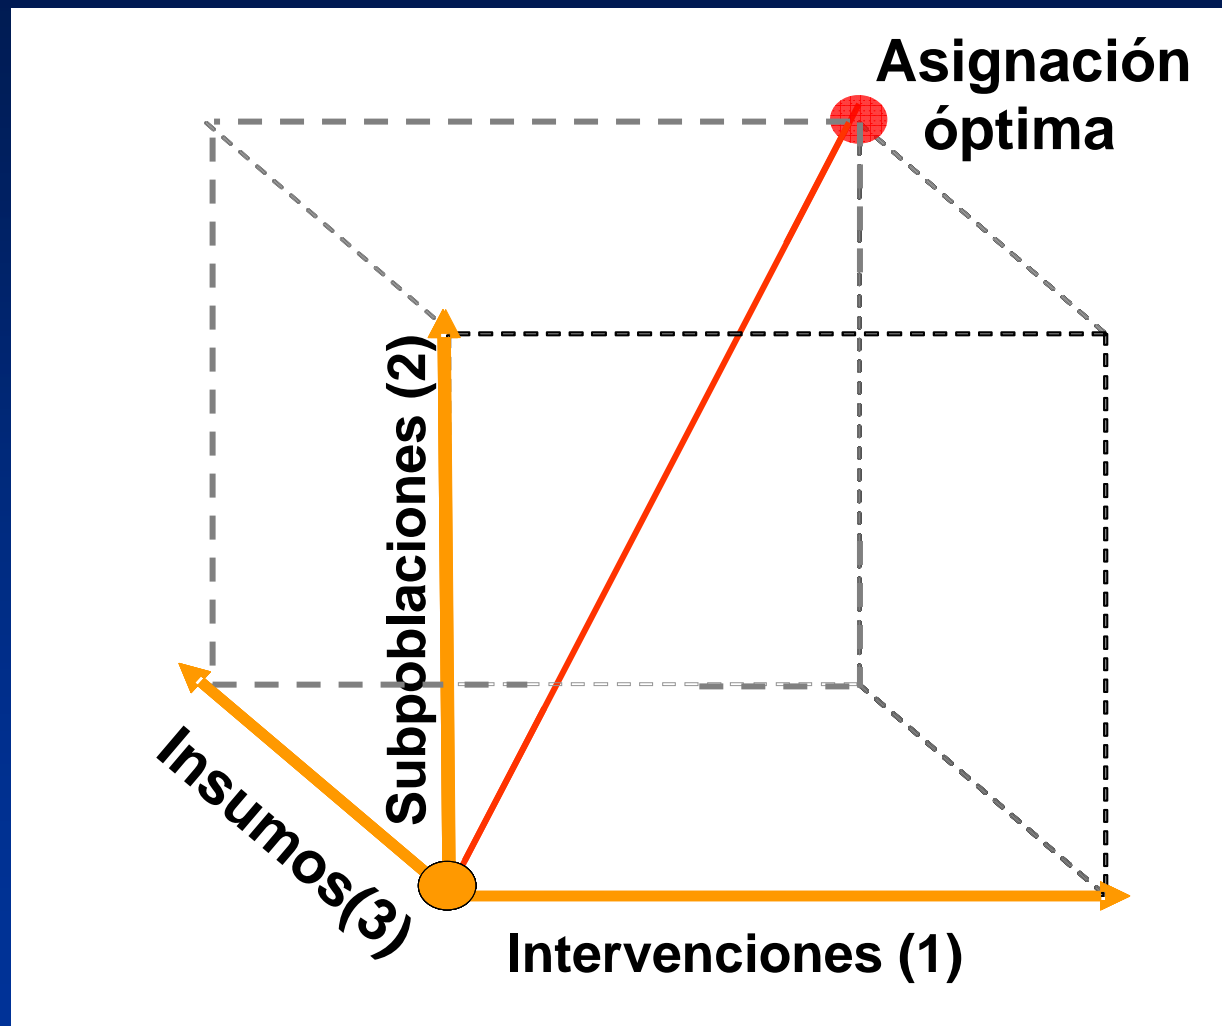 Asignación
óptima
Subpoblaciones (2)
Insumos(3)
Intervenciones (1)